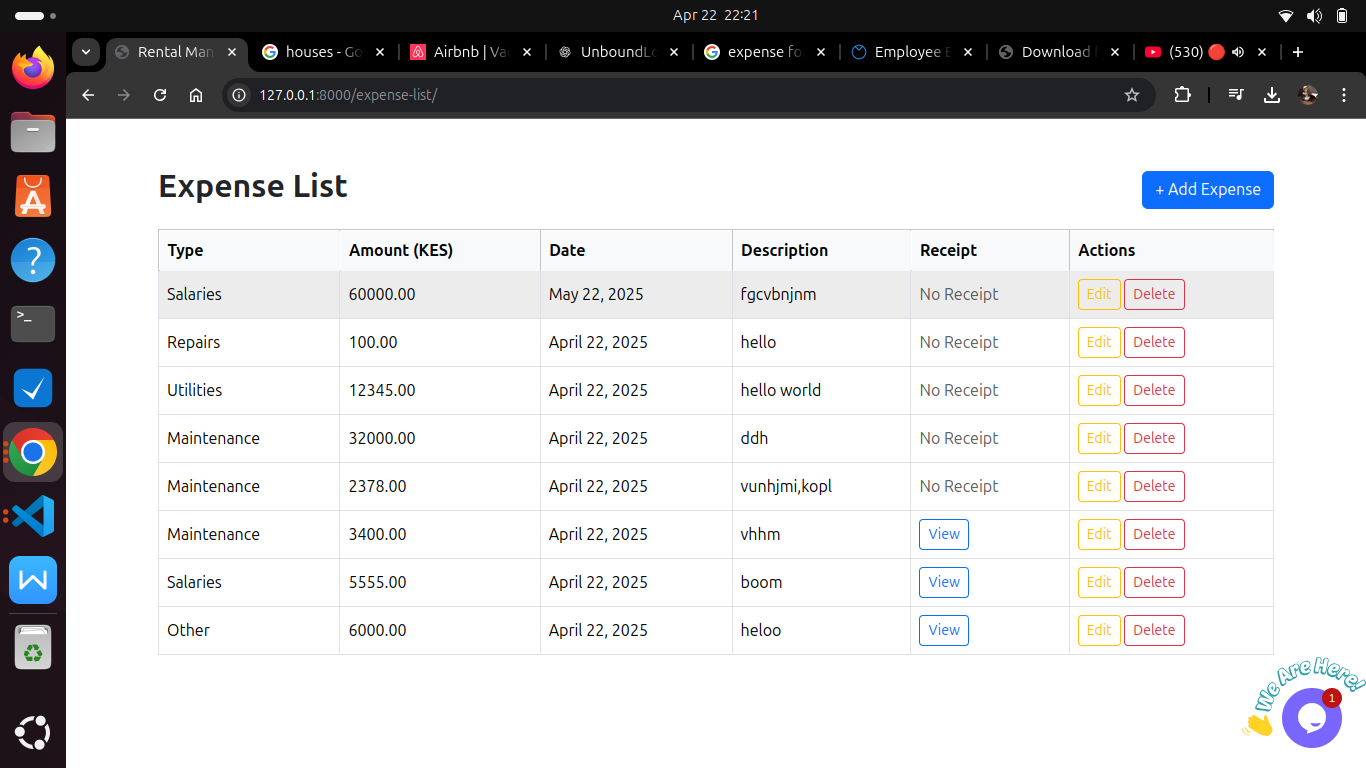 Apr 22 22:21
Rental Man
houses - Go
Airbnb | Va
UnboundLo
expense fo
Employee E
Download
(530)
127.0.0.1:8000/expense-list/
Expense List
+ Add Expense
Type Amount (KES) Date Description Receipt Actions
Salaries 60000.00 May 22, 2025 fgcvbnjnm No Receipt Edit Delete
Repairs 100.00 April 22, 2025 hello No Receipt Edit Delete
Utilities 12345.00 April 22, 2025 hello world No Receipt Edit Delete
Maintenance 32000.00 April 22, 2025 ddh No Receipt Edit Delete
Maintenance 2378.00 April 22, 2025 vunhjmi,kopl No Receipt Edit Delete
Maintenance 3400.00 April 22, 2025 vhhm View Edit Delete
Salaries 5555.00 April 22, 2025 boom View Edit Delete
Other 6000.00 April 22, 2025 heloo View Edit Delete
We Are Here!
1